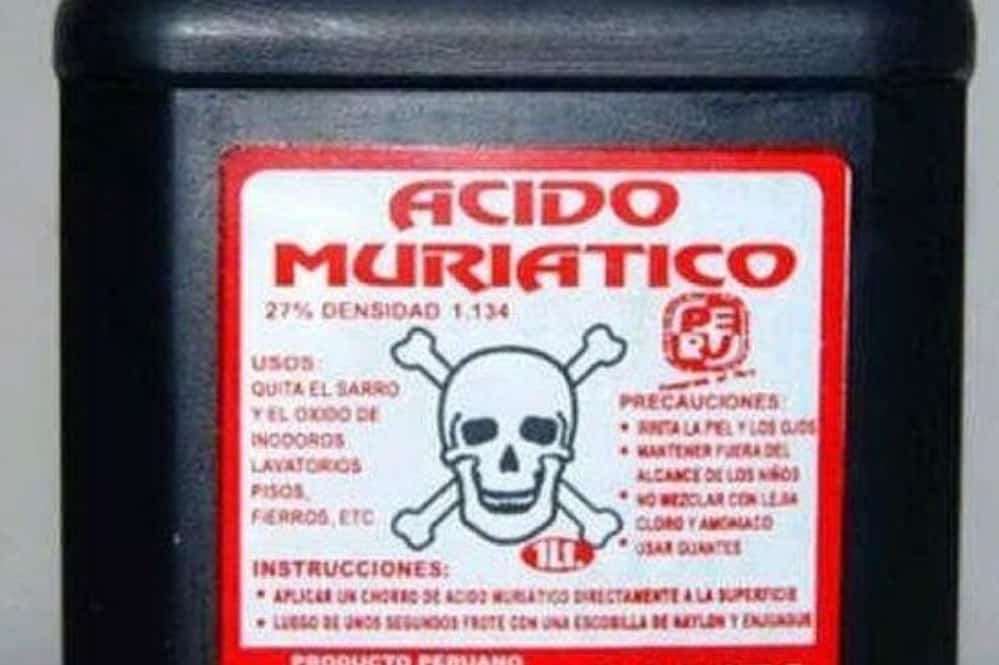 ACIDO
MURIATICO
27% DENSIDAD 1.134
PERU
USOS:
QUITA EL SARRO
Y EL OXIDO DE
INODOROS
LAVATORIOS
PISOS,
FIERROS, ETC
PRECAUCIONES:
• IRRITA LA PIEL Y LOS OJOS
• MANTENER FUERA DEL
ALCANCE DE LOS NIÑOS
• NO MEZCLAR CON LEJIA
CLORO Y AMONIACO
• USAR GUANTES
1Lt.
INSTRUCCIONES:
• APLICAR UN CHORRO DE ACIDO MURIATICO DIRECTAMENTE A LA SUPERFICIE
• LUEGO DE UNOS SEGUNDOS FROTE CON UNA ESCOBILLA DE NAYLON Y ENJUAGUE
PRODUCTO PERUANO